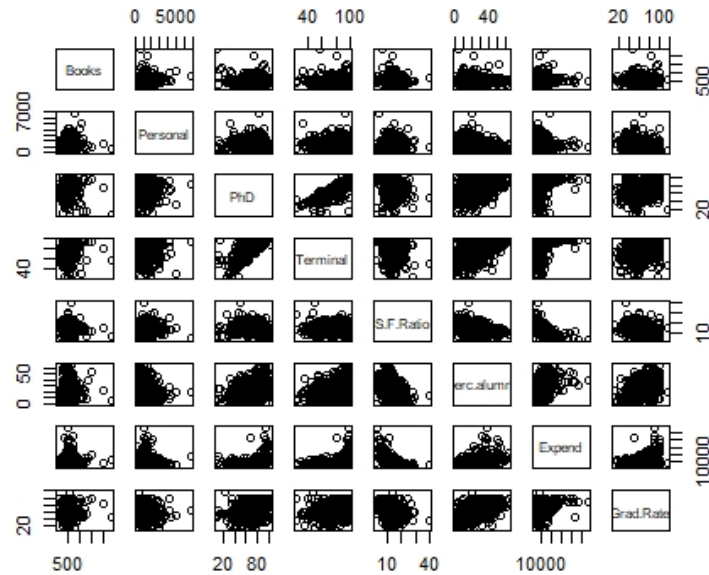 0 5000 40 100 0 40 20 100
Books 500
7000
0
Personal
PhD 20
40
Terminal
S.F.Ratio 10
50
0
erc.alumn
Expend 10000
20
Grad.Rate
500 20 80 10 40 10000